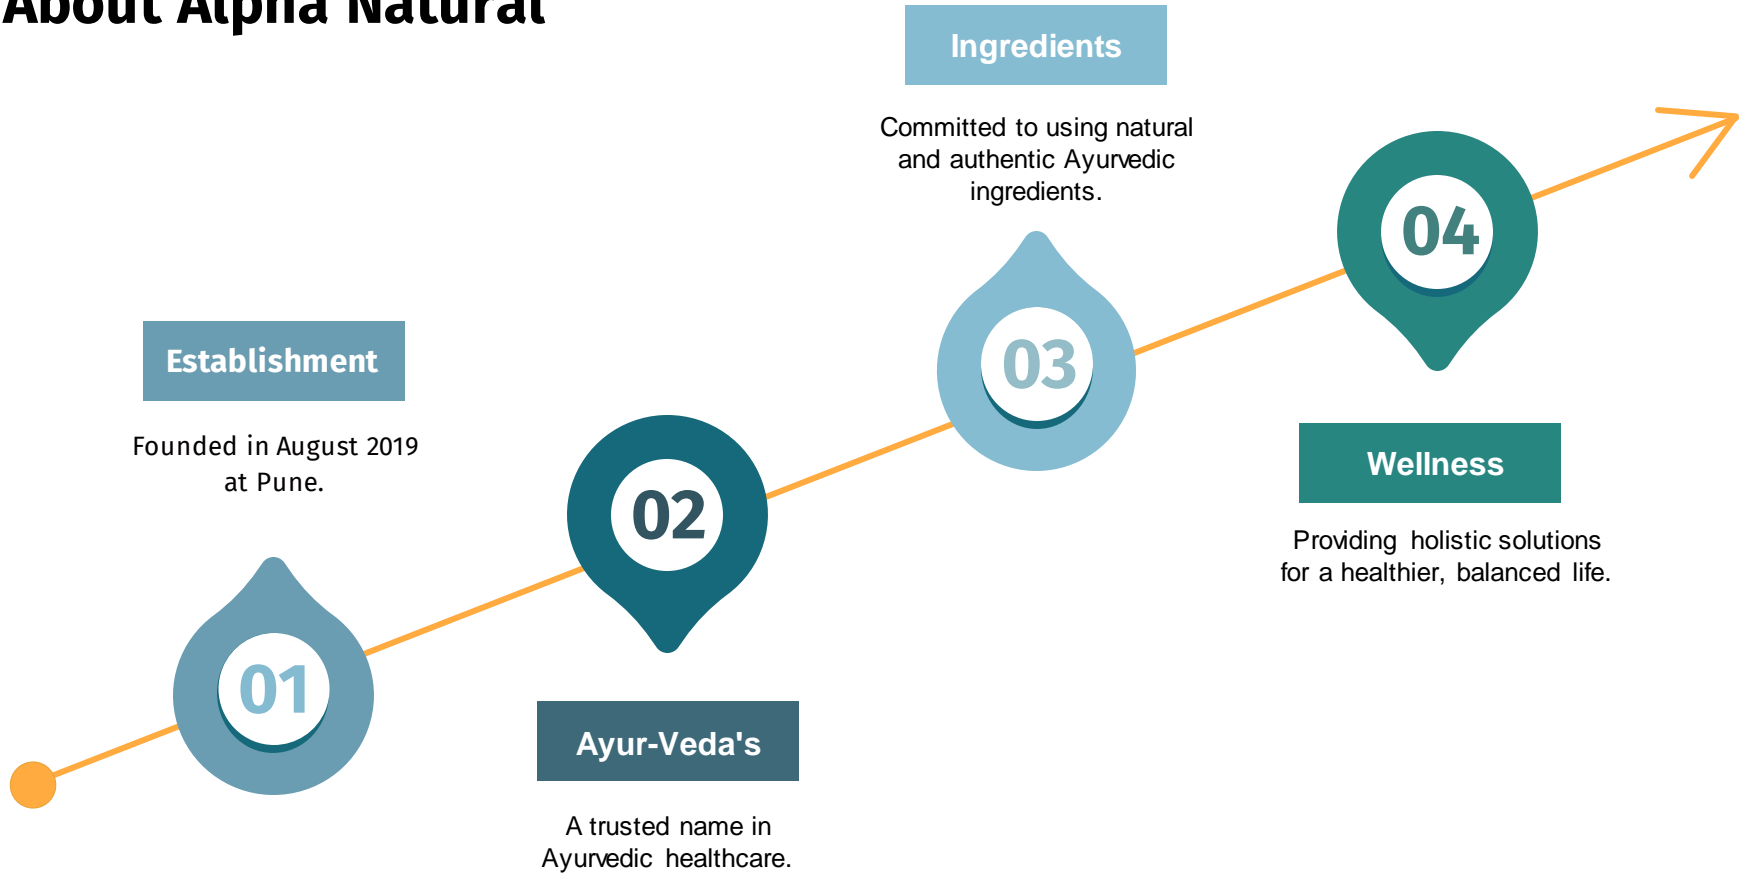 About Alpha Natural
Ingredients
Committed to using natural
and authentic Ayurvedic
ingredients.
04
03
Establishment
Founded in August 2019
at Pune.
Wellness
Providing holistic solutions
for a healthier, balanced life.
02
01
Ayur-Veda's
A trusted name in
Ayurvedic healthcare.